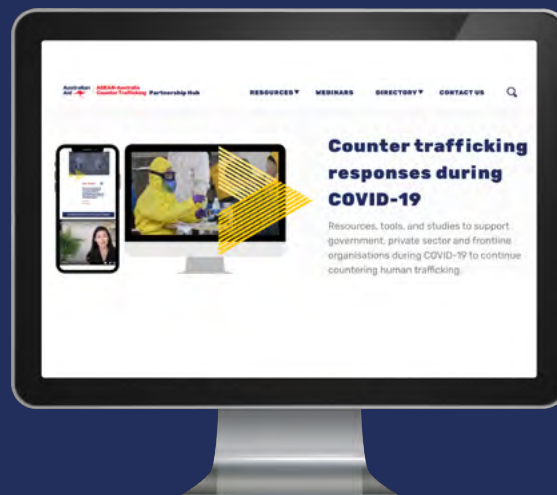 Australian Aid
ASEAN-Australia Counter Trafficking
Partnership Hub
RESOURCES▼ WEBINARS DIRECTORY▼ CONTACT US
Counter trafficking
responses during
COVID-19
Resources, tools, and studies to support
government, private sector and frontline
organisations during COVID-19 to continue
countering human trafficking.